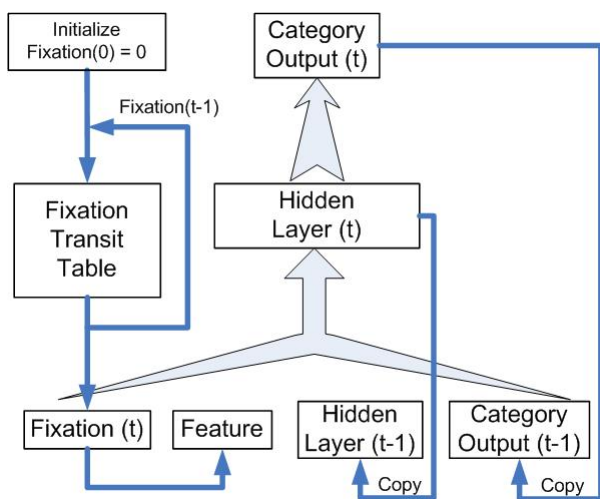 Initialize
Fixation(0) = 0
Category
Output (t)
Fixation(t-1)
Fixation
Transit
Table
Hidden
Layer (t)
Fixation (t)
Feature
Hidden
Layer (t-1)
Category
Output (t-1)
Copy
Copy